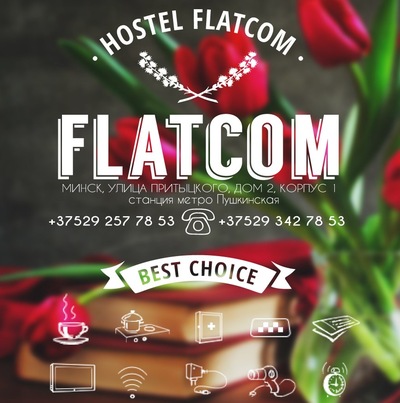 · HOSTEL FLATCOM ·
FLATCOM
МИНСК, УЛИЦА ПРИТЫЦКОГО, ДОМ 2, КОРПУС 1
станция метро Пушкинская
+37529 257 78 53 +37529 342 78 53
BEST CHOICE